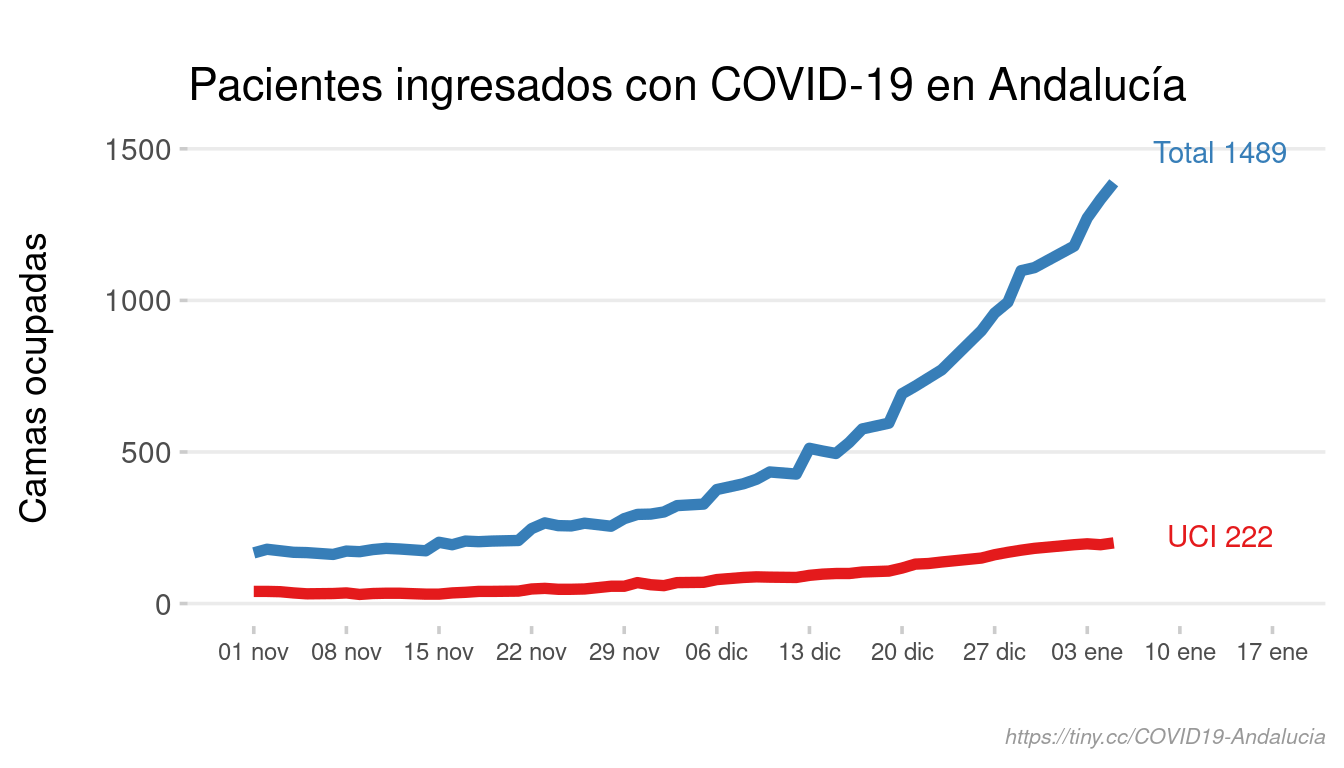 Pacientes ingresados con COVID-19 en Andalucía
Camas ocupadas
1500
1000
500
0
Total 1489
UCI 222
01 nov 08 nov 15 nov 22 nov 29 nov 06 dic 13 dic 20 dic 27 dic 03 ene 10 ene 17 ene
https://tiny.cc/COVID19-Andalucia